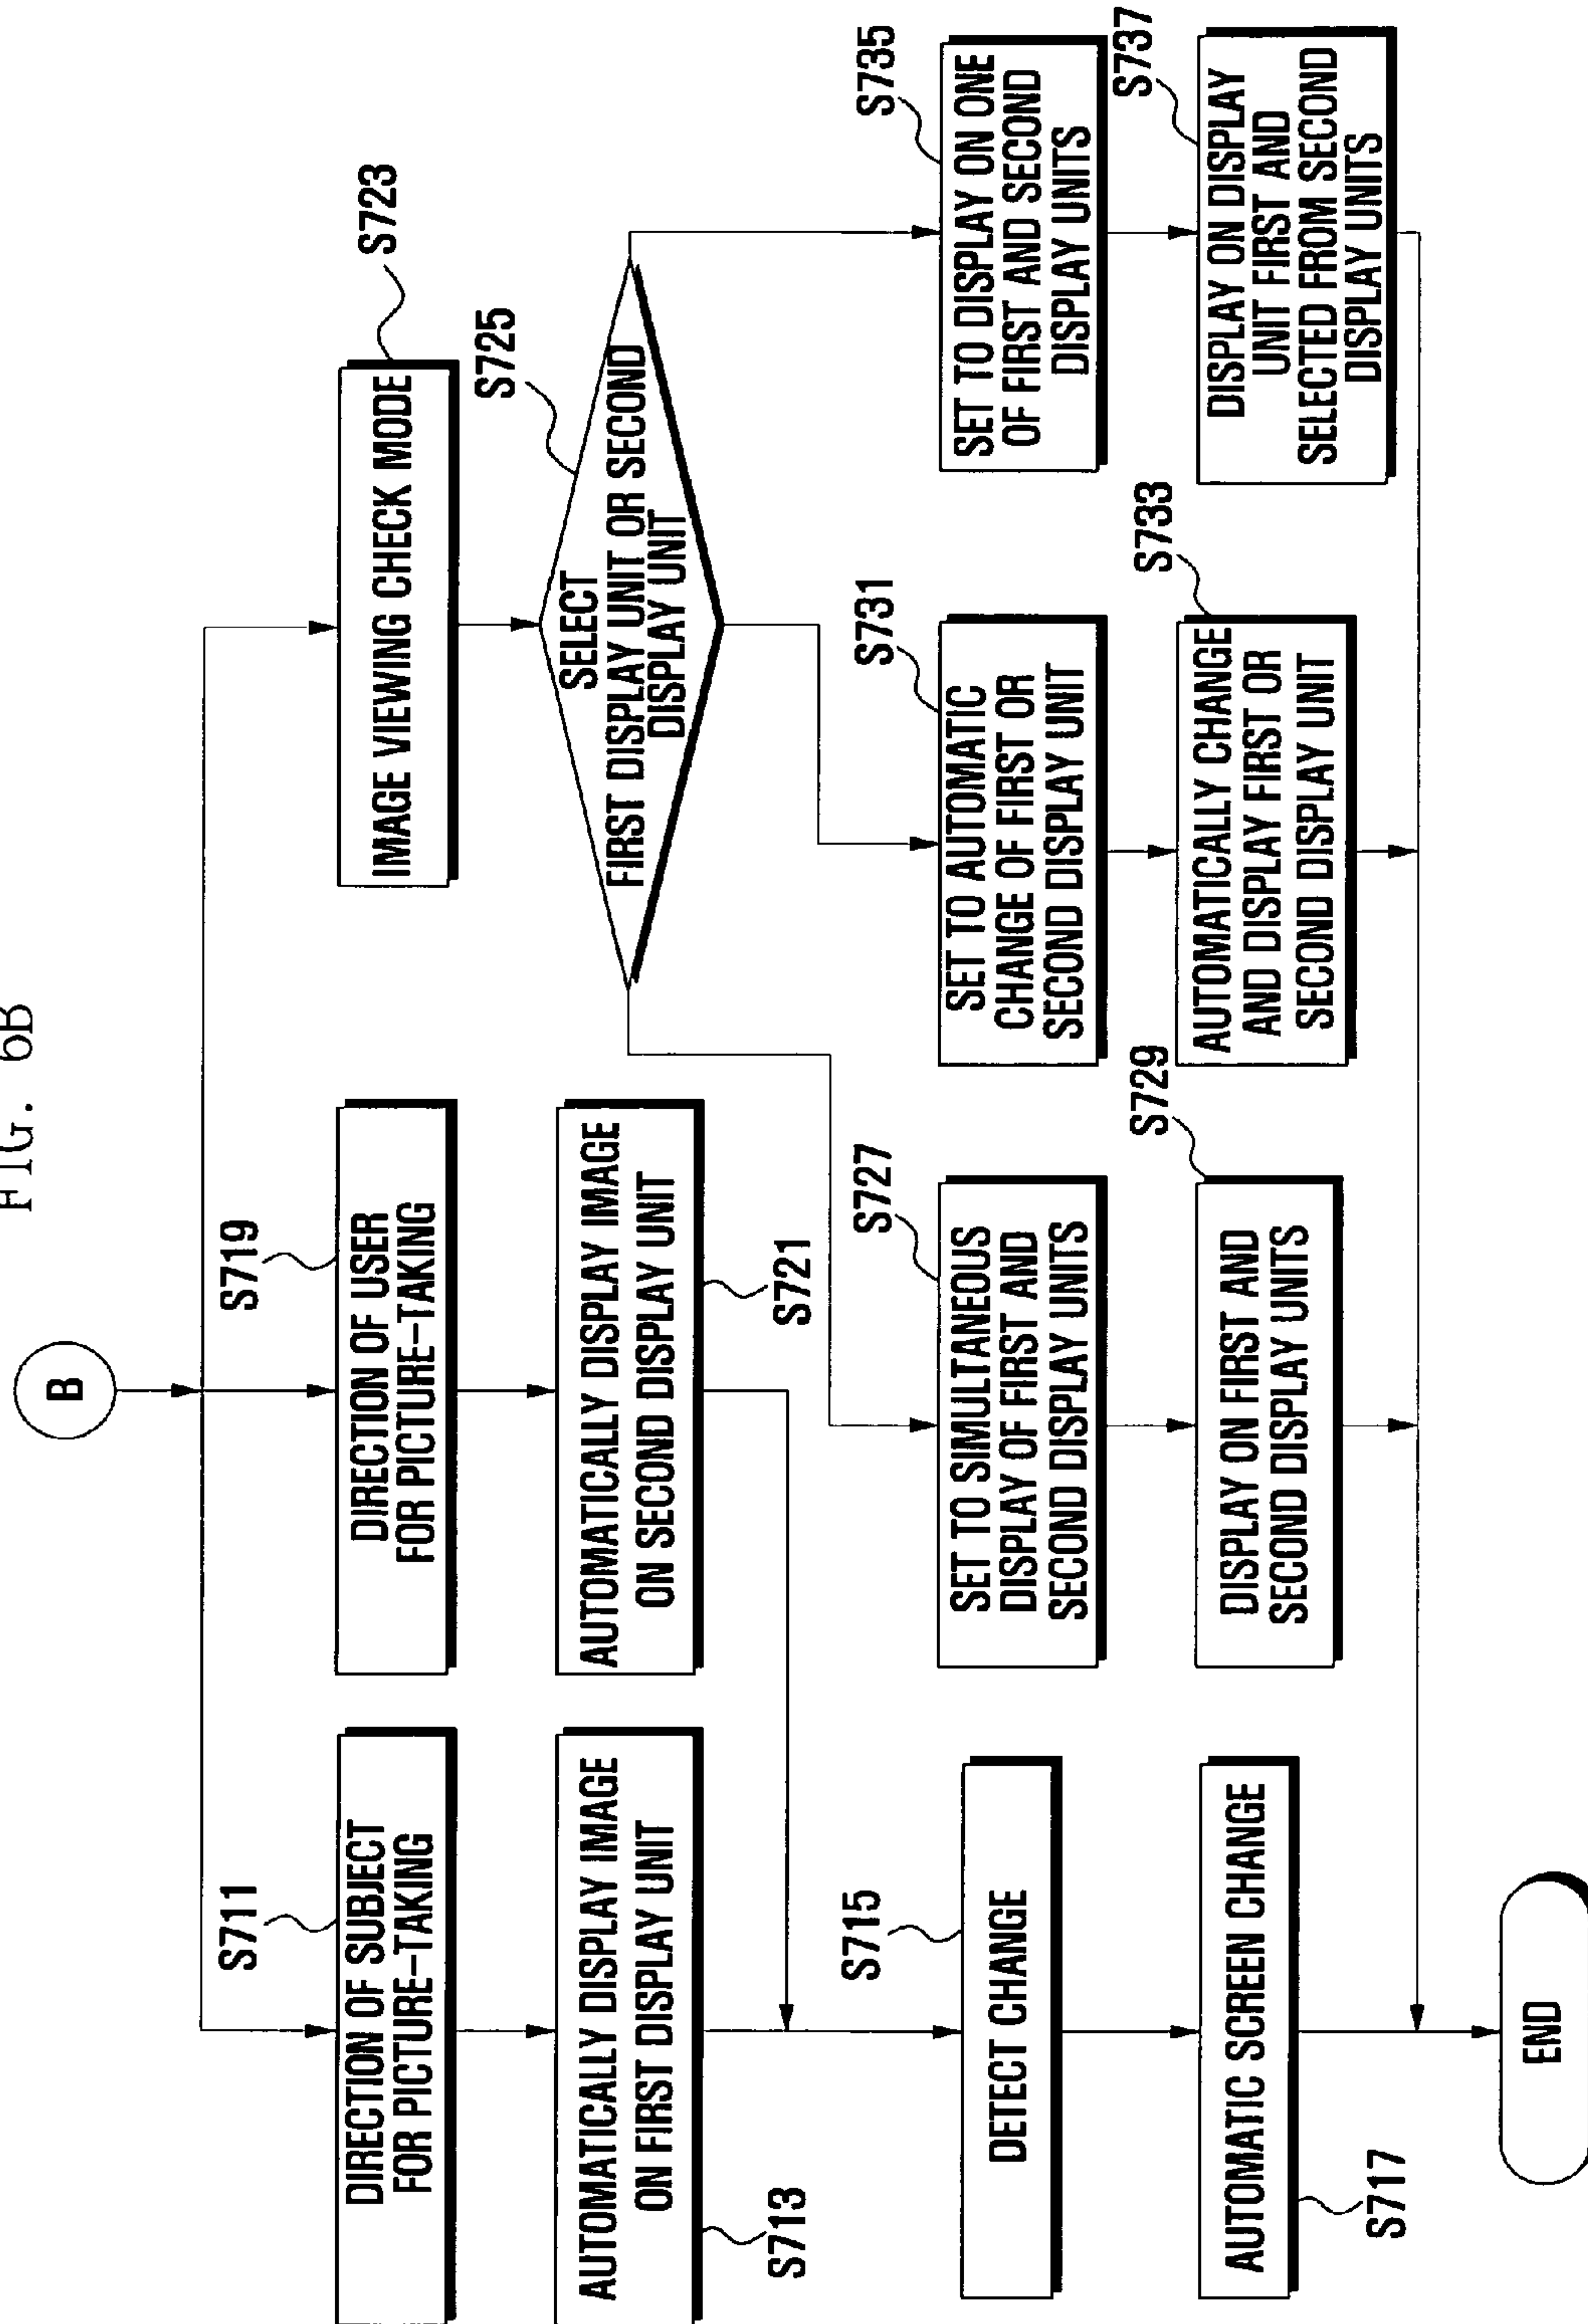 FIG. 6B
B
S711
DIRECTION OF SUBJECT
FOR PICTURE-TAKING
S719
DIRECTION OF USER
FOR PICTURE-TAKING
S723
IMAGE VIEWING CHECK MODE
AUTOMATICALLY DISPLAY IMAGE
ON FIRST DISPLAY UNIT
S713
AUTOMATICALLY DISPLAY IMAGE
ON SECOND DISPLAY UNIT
S721
S725
SELECT
FIRST DISPLAY UNIT OR SECOND
DISPLAY UNIT
S715
DETECT CHANGE
S727
SET TO SIMULTANEOUS
DISPLAY OF FIRST AND
SECOND DISPLAY UNITS
S731
SET TO AUTOMATIC
CHANGE OF FIRST OR
SECOND DISPLAY UNIT
S735
SET TO DISPLAY ON ONE
OF FIRST AND SECOND
DISPLAY UNITS
AUTOMATIC SCREEN CHANGE
S717
S729
DISPLAY ON FIRST AND
SECOND DISPLAY UNITS
S733
AUTOMATICALLY CHANGE
AND DISPLAY FIRST OR
SECOND DISPLAY UNIT
S737
DISPLAY ON DISPLAY
UNIT FIRST AND
SELECTED FROM SECOND
DISPLAY UNITS
END